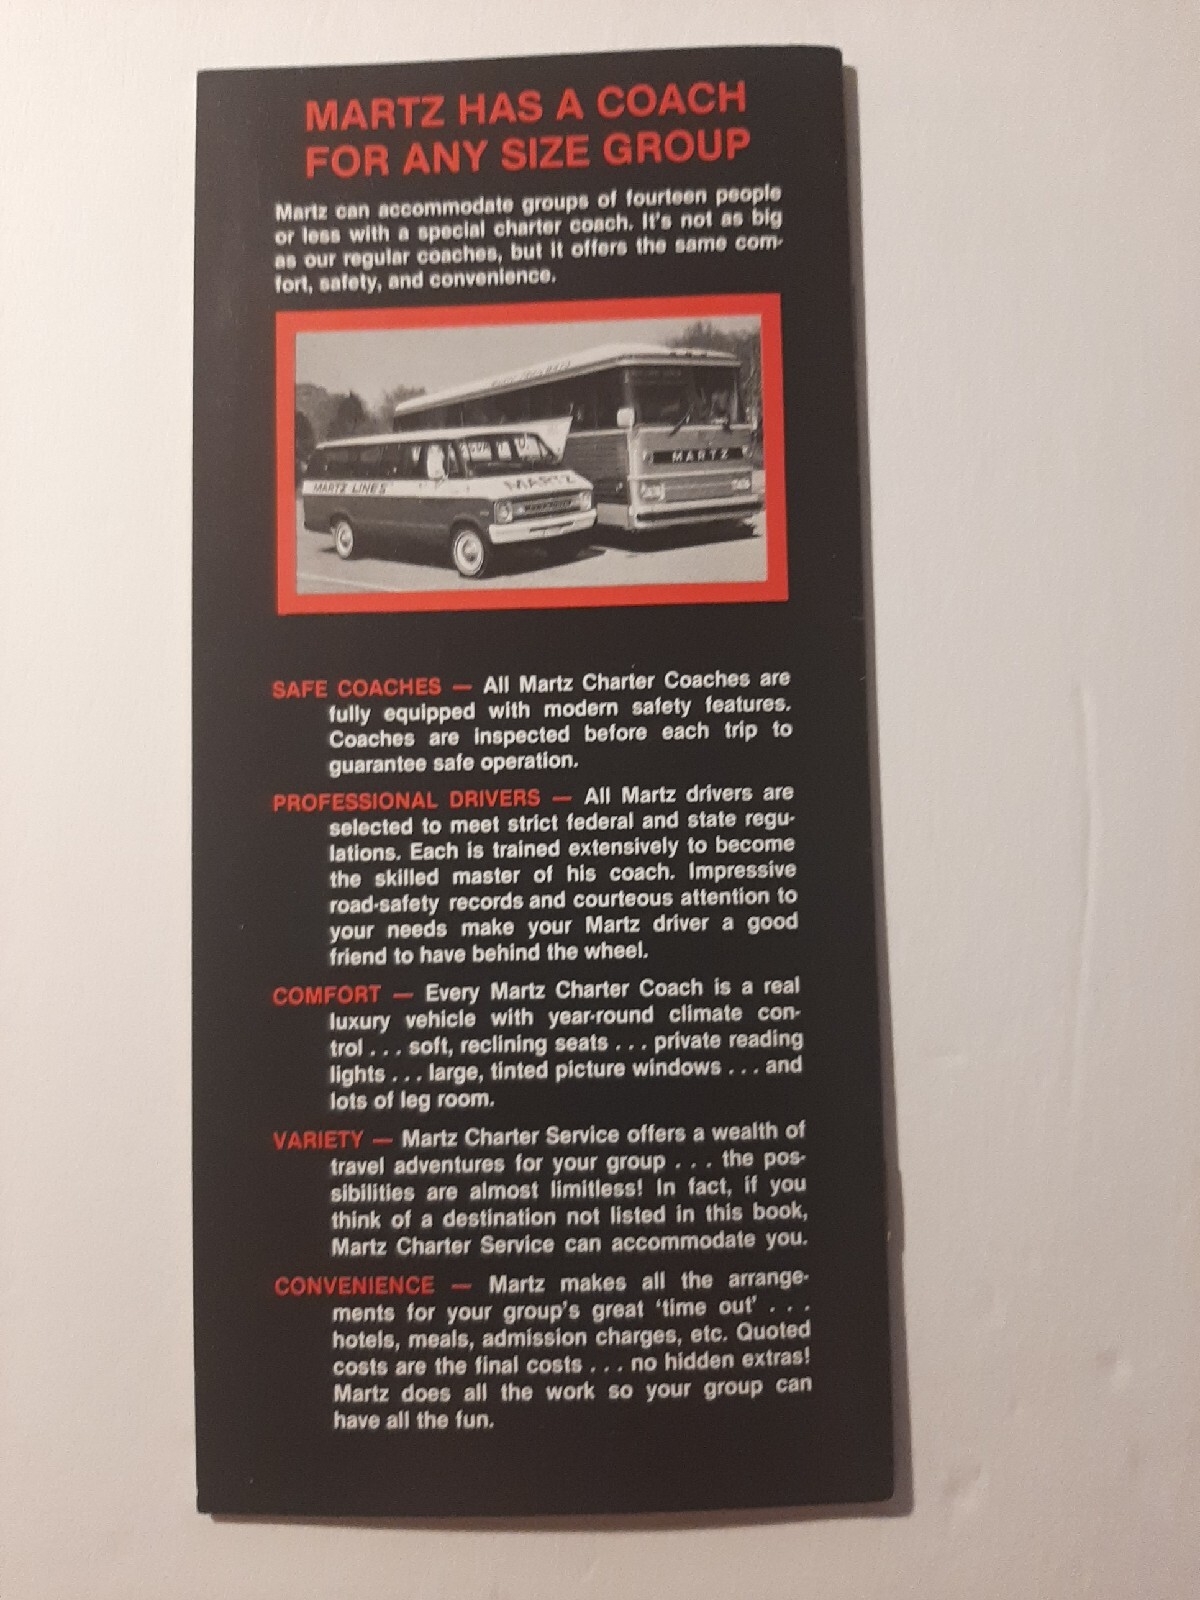 MARTZ HAS A COACH
FOR ANY SIZE GROUP
Martz can accommodate groups of fourteen people
or less with a special charter coach. It's not as big
as our regular coaches, but it offers the same com-
fort, safety, and convenience.
MARTZ LINES
MARTZ
MARTZ
SAFE COACHES — All Martz Charter Coaches are
fully equipped with modern safety features.
Coaches are inspected before each trip to
guarantee safe operation.
PROFESSIONAL DRIVERS — All Martz drivers are
selected to meet strict federal and state regu-
lations. Each is trained extensively to become
the skilled master of his coach. Impressive
road-safety records and courteous attention to
your needs make your Martz driver a good
friend to have behind the wheel.
COMFORT — Every Martz Charter Coach is a real
luxury vehicle with year-round climate con-
trol . . . soft, reclining seats . . . private reading
lights . . . large, tinted picture windows . . . and
lots of leg room.
VARIETY — Martz Charter Service offers a wealth of
travel adventures for your group . . . the pos-
sibilities are almost limitless! In fact, if you
think of a destination not listed in this book,
Martz Charter Service can accommodate you.
CONVENIENCE — Martz makes all the arrange-
ments for your group's great 'time out' . . .
hotels, meals, admission charges, etc. Quoted
costs are the final costs . . . no hidden extras!
Martz does all the work so your group can
have all the fun.